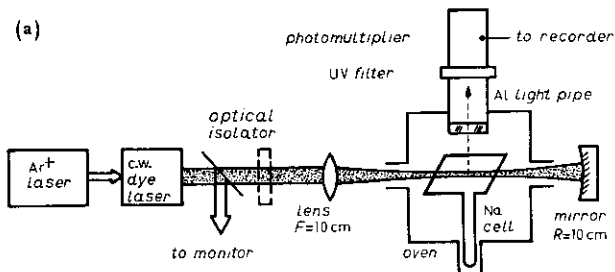 (a)
photomultiplier
to recorder
UV filter
Al light pipe
optical
isolator
Ar+
laser
c.w.
dye
laser
lens
F=10cm
to monitor
Na
cell
oven
mirror
R=10cm